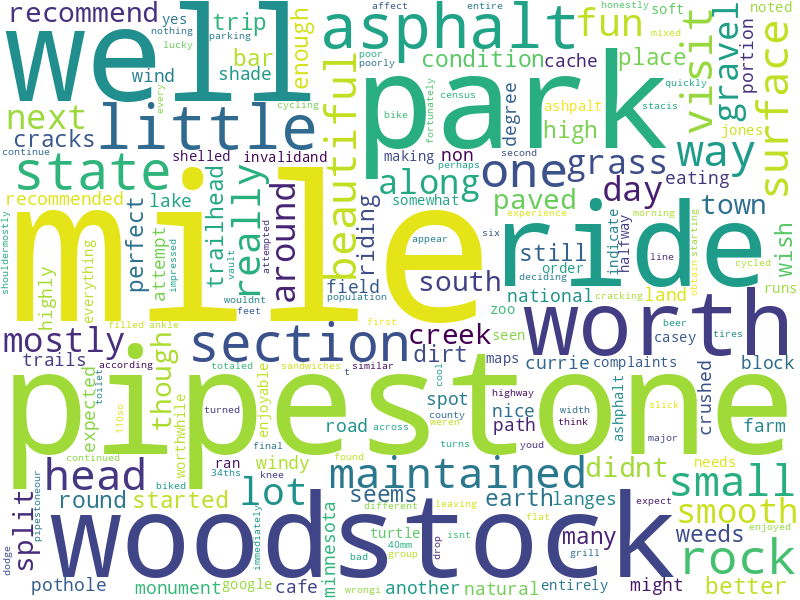 recommend
yes
nothing
lucky
parking
trip
bar
wind
shade
enough
asphalt
fun
affect
entire
poor
poorly
condition
cache
place
honestly
soft
mixed
quickly
noted
every
well
park
visit
gravel
portion
surface
next
cracks
little
cycling
beautiful
bike
fortunately
census
degree
high
ashpalt
stacis
jones
continue
shelled
invalidand
making
non
perhaps
second
state
recommended
lake
perfect
really
around
trailhead
attempt
impressed
vault
attempted
along
somewhat
riding
one
grass
paved
day
way
eating
town
wish
shouldermostly
highly
everything
mile
ride
experience
morning
appear
six
still
deciding
order
indicate
halfway
line
cycled
obtain
starting
runs
filled
ankle
wouldnt
feet
population
field
south
national
cracking
land
zoo
first
mostly
trails
expected
according
though
worthwhile
section
creek
dirt
seen
maps
worth
beer
tires
casey
currie
complaints
block
pipestone
toilet
continued
110so
totaled
turned
enjoyable
sandwiches
t
similar
cool
county
weren
highway
spot
nice
path
width
think
youd
ashphalt
crushed
slick
major
farm
road
across
turns
head
split
round
biked
ran
34ths
started
final
knee
windy
lot
found
maintained
seems
leaving
different
flat
earth
isnt
langes
didnt
many
expect
needs
small
smooth
enjoyed
weeds
rock
dodge
pipestoneour
woodstock
immediately
minnesota
turtle
40mm
bad
group
drop
grill
pothole
monument
google
cafe
wrongi
another
natural
entirely
might
better